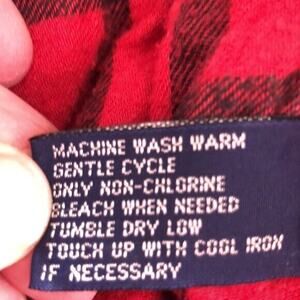 MACHINE WASH WARM
GENTLE CYCLE
ONLY NON-CHLORINE
BLEACH WHEN NEEDED
TUMBLE DRY LOW
TOUCH UP WITH COOL IRON
IF NECESSARY